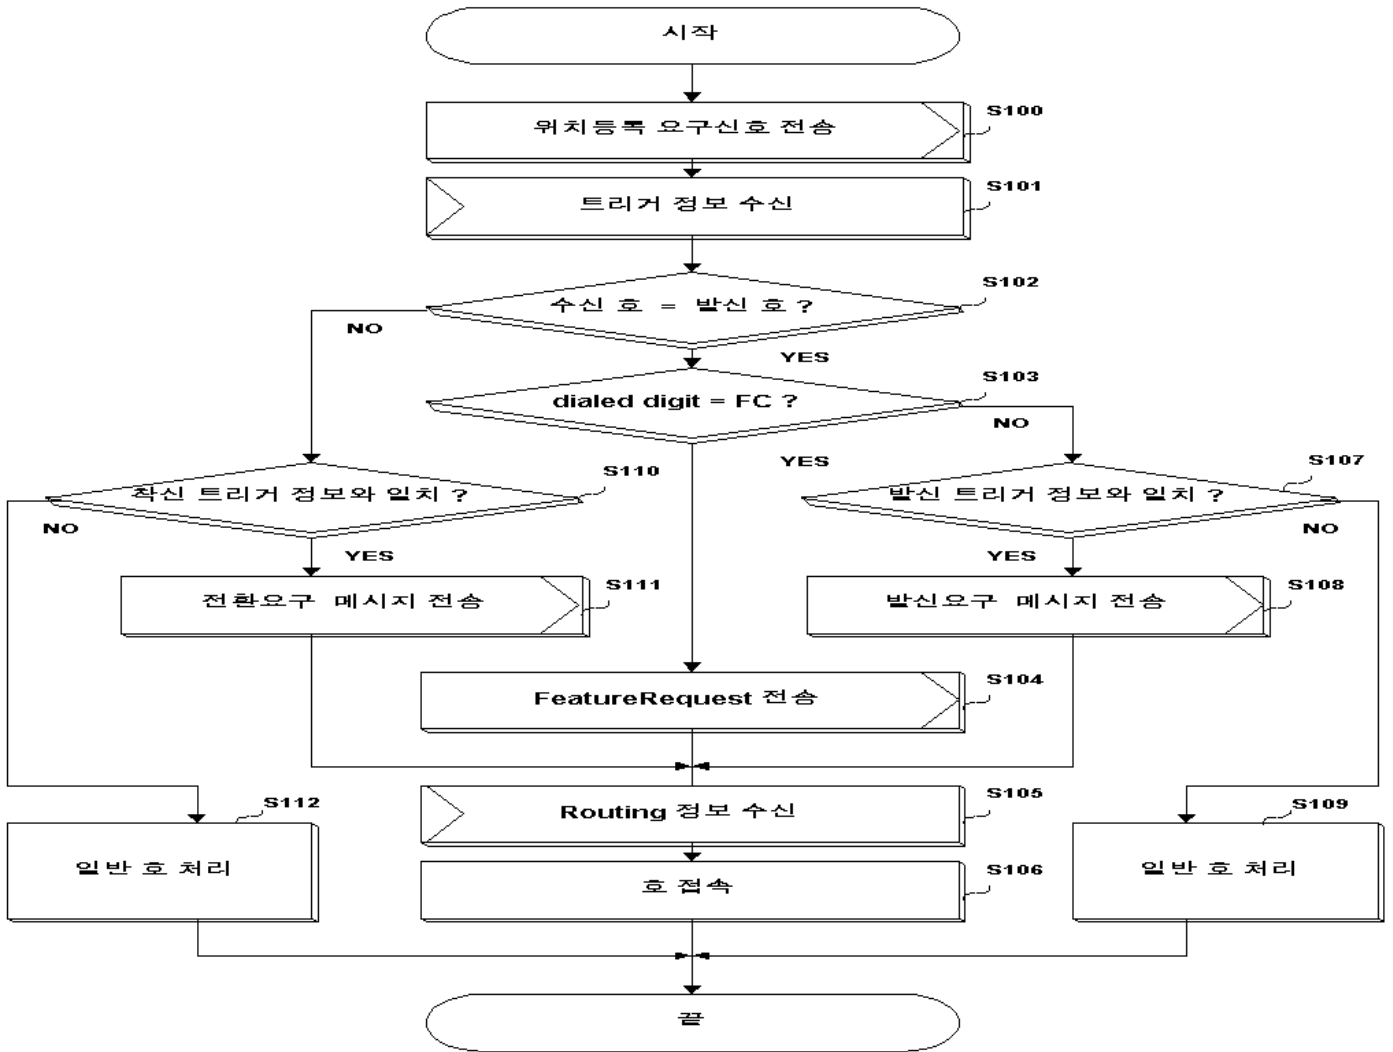 시작
위치등록 요구신호 전송
S100
트리거 정보 수신
S101
수신 호 = 발신 호 ?
S102
NO
YES
dialed digit = FC ?
S103
NO
YES
착신 트리거 정보와 일치 ?
S110
발신 트리거 정보와 일치 ?
S107
NO
YES
YES
NO
전환요구 메시지 전송
S111
발신요구 메시지 전송
S108
FeatureRequest 전송
S104
Routing 정보 수신
S105
S112
S109
일반 호 처리
호 접속
S106
일반 호 처리
끝